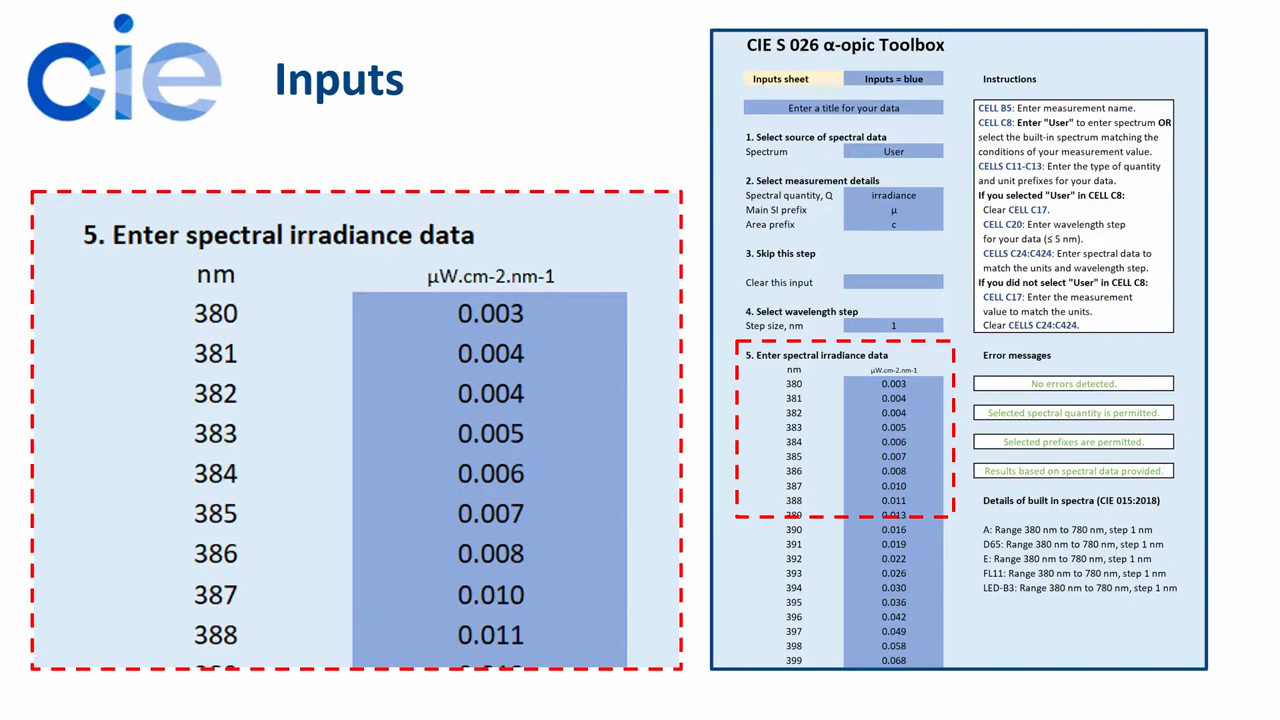 cie
Inputs
5. Enter spectral irradiance data
nm µW.cm-2.nm-1
380 0.003
381 0.004
382 0.004
383 0.005
384 0.006
385 0.007
386 0.008
387 0.010
388 0.011
CIE S 026 α-opic Toolbox
Inputs sheet Inputs = blue
Enter a title for your data
1. Select source of spectral data
Spectrum User
2. Select measurement details
Spectral quantity, Q irradiance
Main SI prefix µ
Area prefix c
3. Skip this step
Clear this input
4. Select wavelength step
Step size, nm 1
5. Enter spectral irradiance data
nm µW.cm-2.nm-1
380 0.003
381 0.004
382 0.004
383 0.005
384 0.006
385 0.007
386 0.008
387 0.010
388 0.011
389 0.013
390 0.016
391 0.019
392 0.022
393 0.026
394 0.030
395 0.036
396 0.042
397 0.049
398 0.058
399 0.068
Instructions
CELL B5: Enter measurement name.
CELL C8: Enter "User" to enter spectrum OR
select the built-in spectrum matching the
conditions of your measurement value.
CELLS C11-C13: Enter the type of quantity
and unit prefixes for your data.
If you selected "User" in CELL C8:
Clear CELL C17.
CELL C20: Enter wavelength step
for your data (≤ 5 nm).
CELLS C24:C424: Enter spectral data to
match the units and wavelength step.
If you did not select "User" in CELL C8:
CELL C17: Enter the measurement
value to match the units.
Clear CELLS C24:C424.
Error messages
No errors detected.
Selected spectral quantity is permitted.
Selected prefixes are permitted.
Results based on spectral data provided.
Details of built in spectra (CIE 015:2018)
A: Range 380 nm to 780 nm, step 1 nm
D65: Range 380 nm to 780 nm, step 1 nm
E: Range 380 nm to 780 nm, step 1 nm
FL11: Range 380 nm to 780 nm, step 1 nm
LED-B3: Range 380 nm to 780 nm, step 1 nm